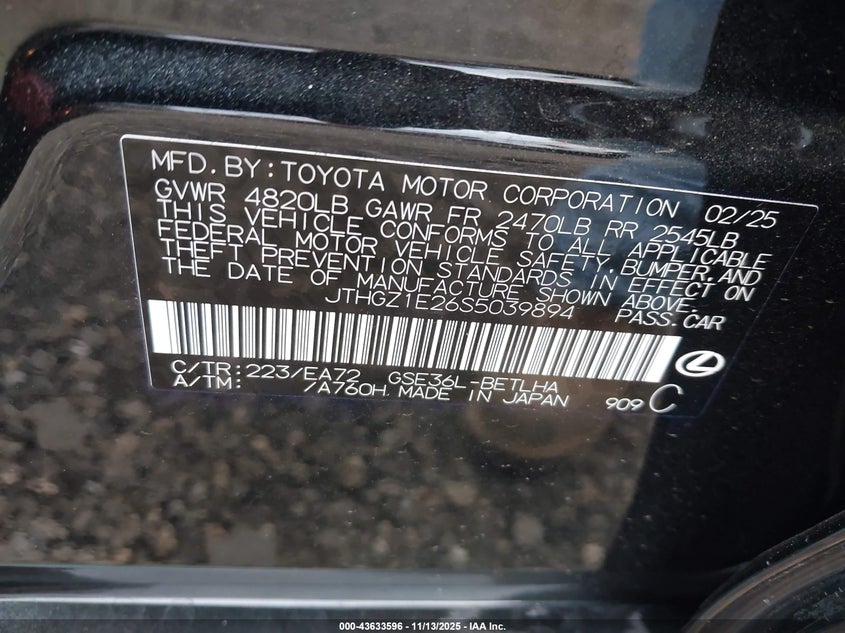 MFD. BY: TOYOTA MOTOR CORPORATION 02/25
GVWR 4820LB GAWR FR 2470LB RR 2545LB
THIS VEHICLE CONFORMS TO ALL APPLICABLE
FEDERAL MOTOR VEHICLE SAFETY, BUMPER, AND
THEFT PREVENTION STANDARDS IN EFFECT ON
THE DATE OF MANUFACTURE SHOWN ABOVE.
JTHGZ1E26S5039894 PASS. CAR
C/TR: 223/EA72 GSE36L-BETLHA
A/TM: /A760H MADE IN JAPAN 909 C
000-43633596 - 11/13/2025 - IAA Inc.